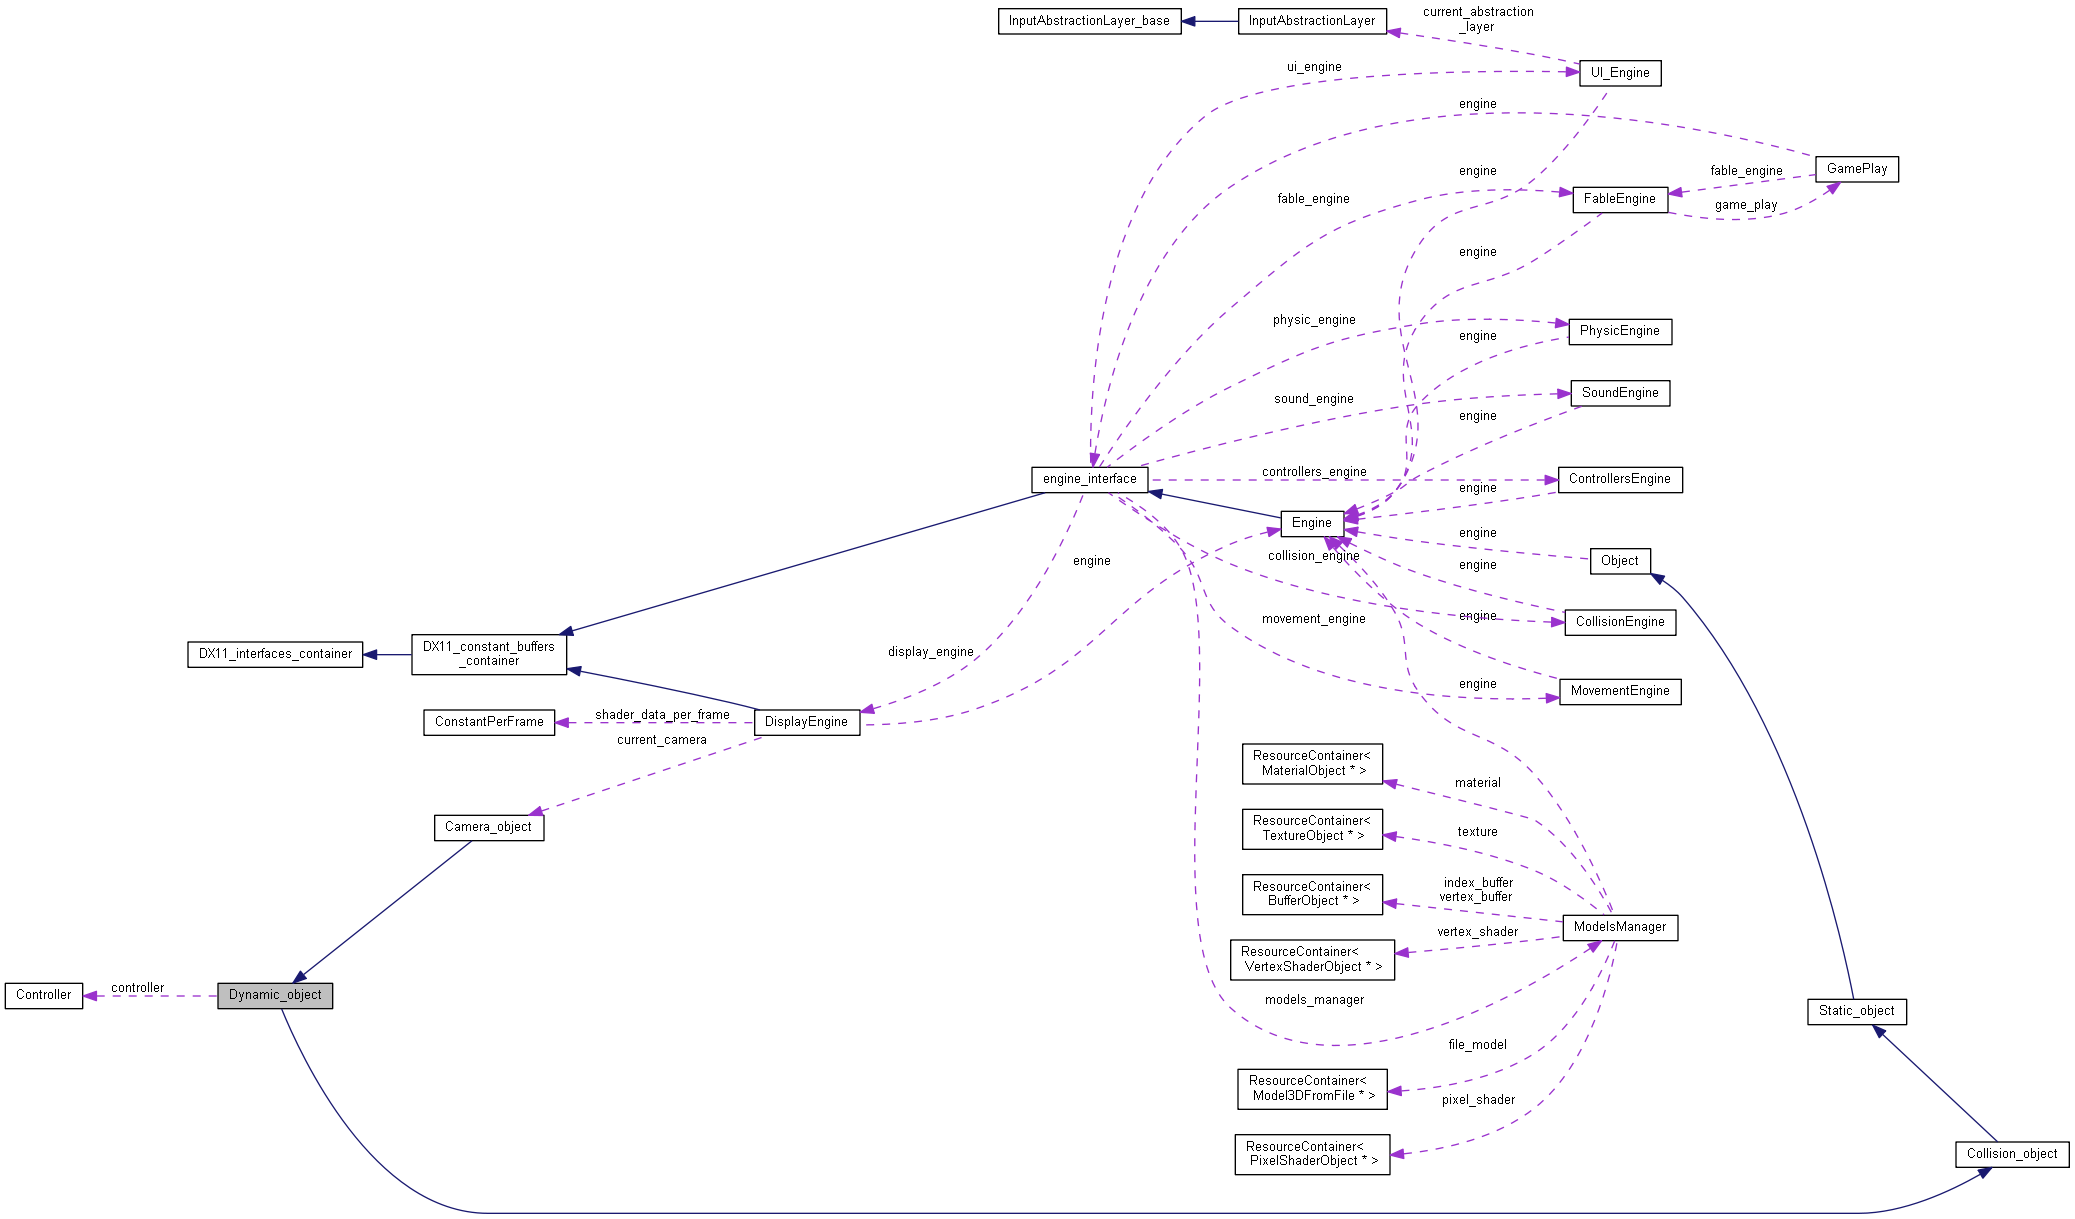 InputAbstractionLayer_base
InputAbstractionLayer
current_abstraction
_layer
ui_engine
UI_Engine
engine
GamePlay
fable_engine
game_play
engine
fable_engine
FableEngine
engine
physic_engine
PhysicEngine
engine
sound_engine
SoundEngine
engine
engine_interface
controllers_engine
ControllersEngine
engine
Engine
engine
Object
engine
collision_engine
engine
CollisionEngine
engine
movement_engine
engine
MovementEngine
DX11_interfaces_container
DX11_constant_buffers
_container
display_engine
ConstantPerFrame
shader_data_per_frame
DisplayEngine
current_camera
Camera_object
ResourceContainer<
MaterialObject * >
material
ResourceContainer<
TextureObject * >
texture
ResourceContainer<
BufferObject * >
index_buffer
vertex_buffer
ModelsManager
ResourceContainer<
VertexShaderObject * >
vertex_shader
models_manager
Controller
controller
Dynamic_object
Static_object
ResourceContainer<
Model3DFromFile * >
file_model
ResourceContainer<
PixelShaderObject * >
pixel_shader
Collision_object